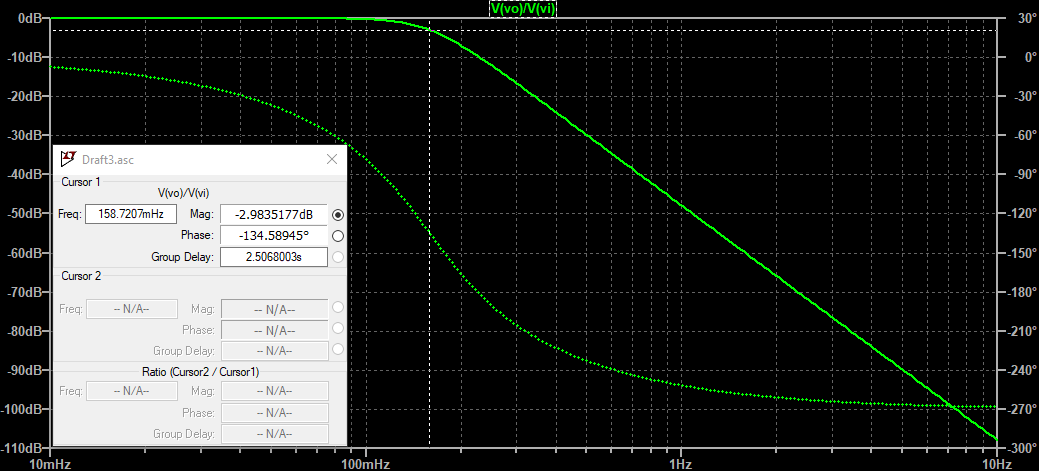 V(vo)/V(vi)
0dB
30°
-10dB
0°
-20dB
-30°
-30dB
-60°
-40dB
-90°
-50dB
-120°
-60dB
-150°
-70dB
-180°
-80dB
-210°
-90dB
-240°
-100dB
-270°
-110dB
-300°
Draft3.asc
Cursor 1
V(vo)/V(vi)
Freq: 158.7207mHz Mag: -2.9835177dB
Phase: -134.58945°
Group Delay: 2.5068003s
Cursor 2
Freq: -- N/A-- Mag: -- N/A--
Phase: -- N/A--
Group Delay: -- N/A--
Ratio (Cursor2 / Cursor1)
Freq: -- N/A-- Mag: -- N/A--
Phase: -- N/A--
Group Delay: -- N/A--
10mHz 100mHz 1Hz 10Hz